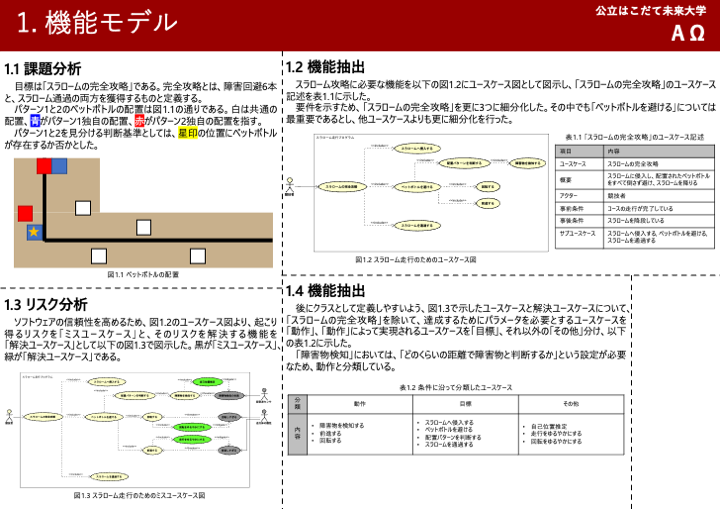 1. 機能モデル
公立はこだて未来大学
ΑΩ
1.1 課題分析
目標は「スラロームの完全攻略」である。完全攻略とは、障害回避6本
と、スラローム通過の両方を獲得するものと定義する。
パターン1と2のペットボトルの配置は図1.1の通りである。白は共通の
配置、青がパターン1独自の配置、赤がパターン2独自の配置を指す。
パターン1と2を見分ける判断基準としては、星印の位置にペットボトル
が存在するか否かとした。
図1.1 ペットボトルの配置
1.2 機能抽出
スラローム攻略に必要な機能を以下の図1.2にユースケース図として図示し、「スラロームの完全攻略」のユースケース
記述を表1.1に示した。
要件を示すため、「スラロームの完全攻略」を更に3つに細分化した。その中でも「ペットボトルを避ける」については
最重要であるとし、他ユースケースよりも更に細分化を行った。
スラロームへ侵入する
スラロームの完全攻略
ペットボトルを避ける
スラロームを通過する
図1.2 スラローム走行のためのユースケース図
表1.1 「スラロームの完全攻略」のユースケース記述
項目 内容
ユースケース スラロームの完全攻略
概要 スラロームに侵入し、配置されたペットボトル
をすべて倒さず避け、スラロームを降りる
アクター 競技者
事前条件 コースの走行が完了している
事後条件 スラロームを降段している
サブユースケース スラロームへ侵入する、ペットボトルを避ける、
スラロームを通過する
1.3 リスク分析
ソフトウェアの信頼性を高めるため、図1.2のユースケース図より、起こり
得るリスクを「ミスユースケース」と、そのリスクを解決する機能を
「解決ユースケース」として以下の図1.3で図示した。黒が「ミスユースケース」、
緑が「解決ユースケース」である。
図1.3 スラローム走行のためのミスユースケース図
1.4 機能抽出
後にクラスとして定義しやすいよう、図1.3で示したユースケースと解決ユースケースについて、
「スラロームの完全攻略」を除いて、達成するためにパラメータを必要とするユースケースを
「動作」、「動作」によって実現されるユースケースを「目標」、それ以外の「その他」分け、以下
の表1.2に示した。
「障害物検知」においては、「どのくらいの距離で障害物と判断するか」という設定が必要
なため、動作と分類している。
表1.2 条件に沿って分類したユースケース
分類 動作 目標 その他
内容
• 障害物を検知する
• 前進する
• 回転する
• スラロームへ侵入する
• ペットボトルを避ける
• 配置パターンを判断する
• スラロームを通過する
• 自己位置推定
• 走行をゆるやかにする
• 回転をゆるやかにする